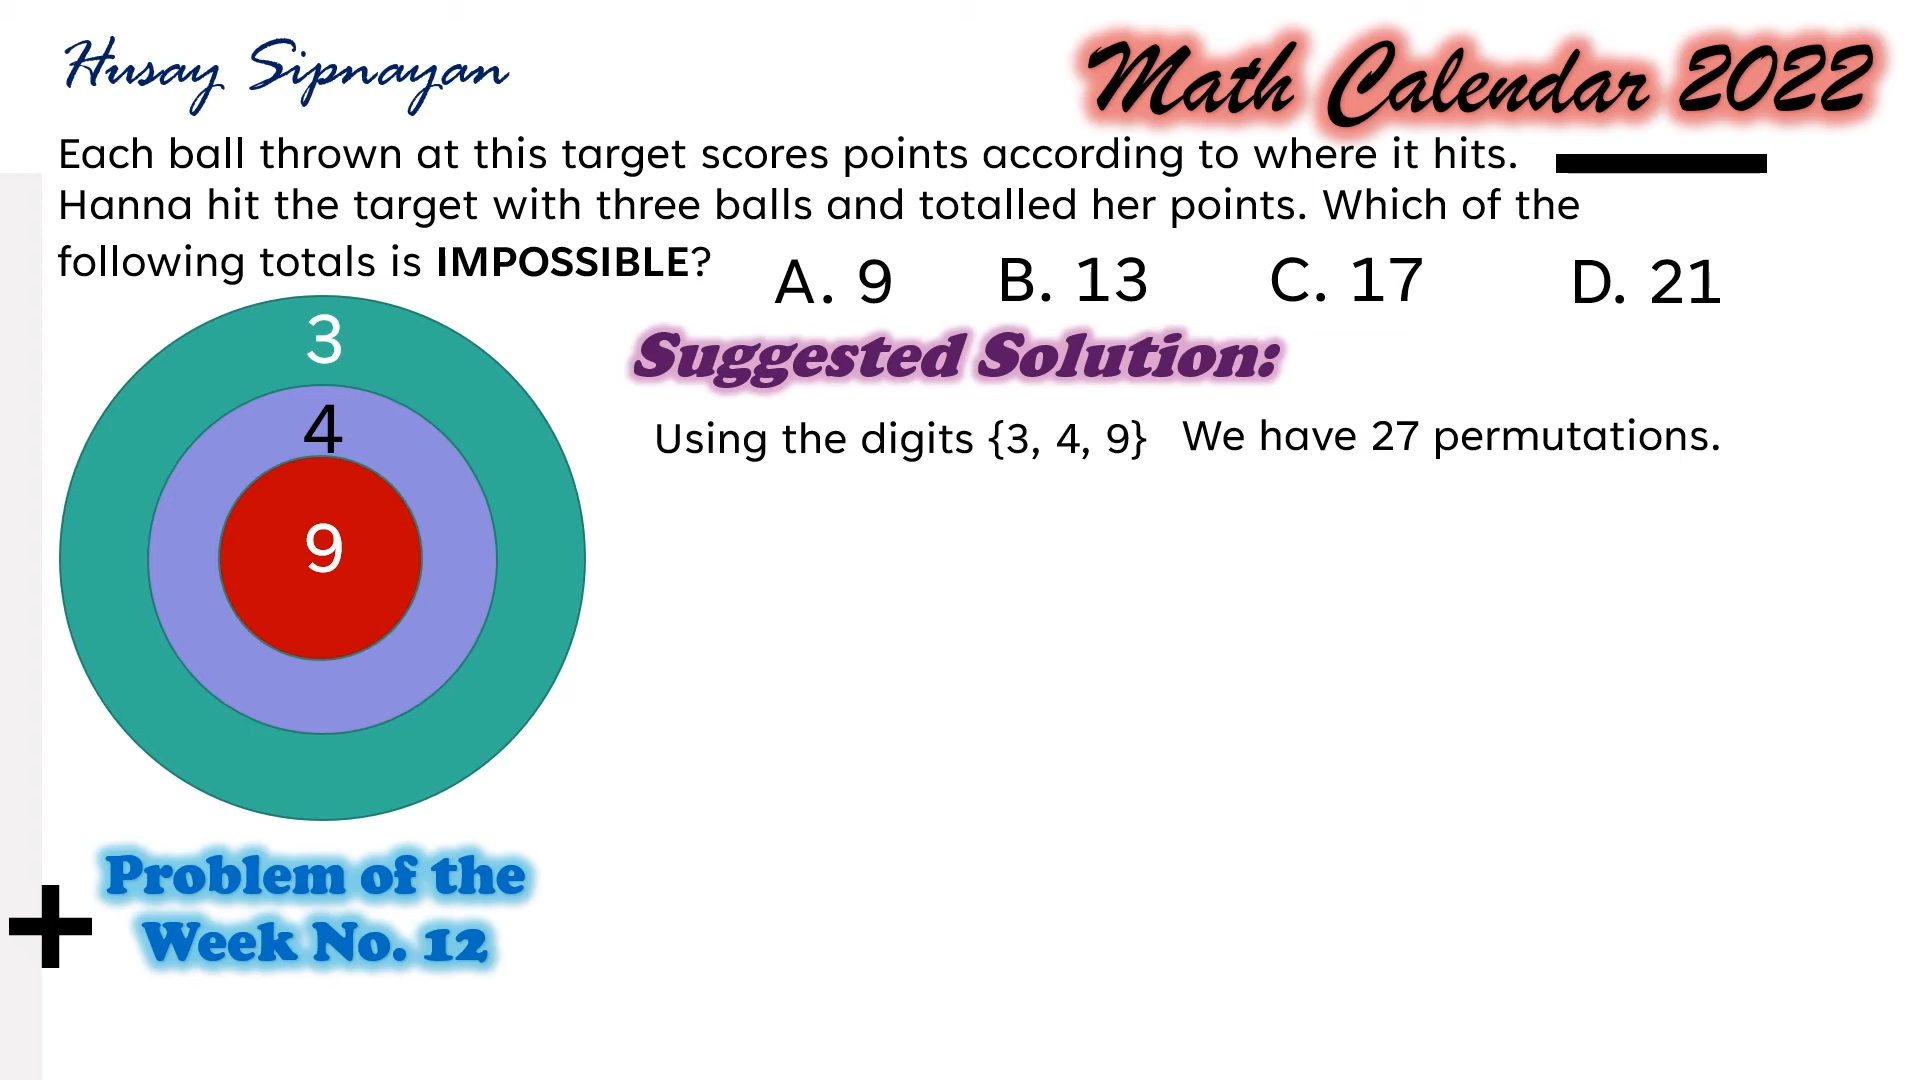 Husay Sipnayan
Math Calendar 2022
Each ball thrown at this target scores points according to where it hits.
Hanna hit the target with three balls and totalled her points. Which of the
following totals is IMPOSSIBLE?
A. 9 B. 13 C. 17 D. 21
3
4
9
Suggested Solution:
Using the digits {3, 4, 9} We have 27 permutations.
Problem of the
Week No. 12